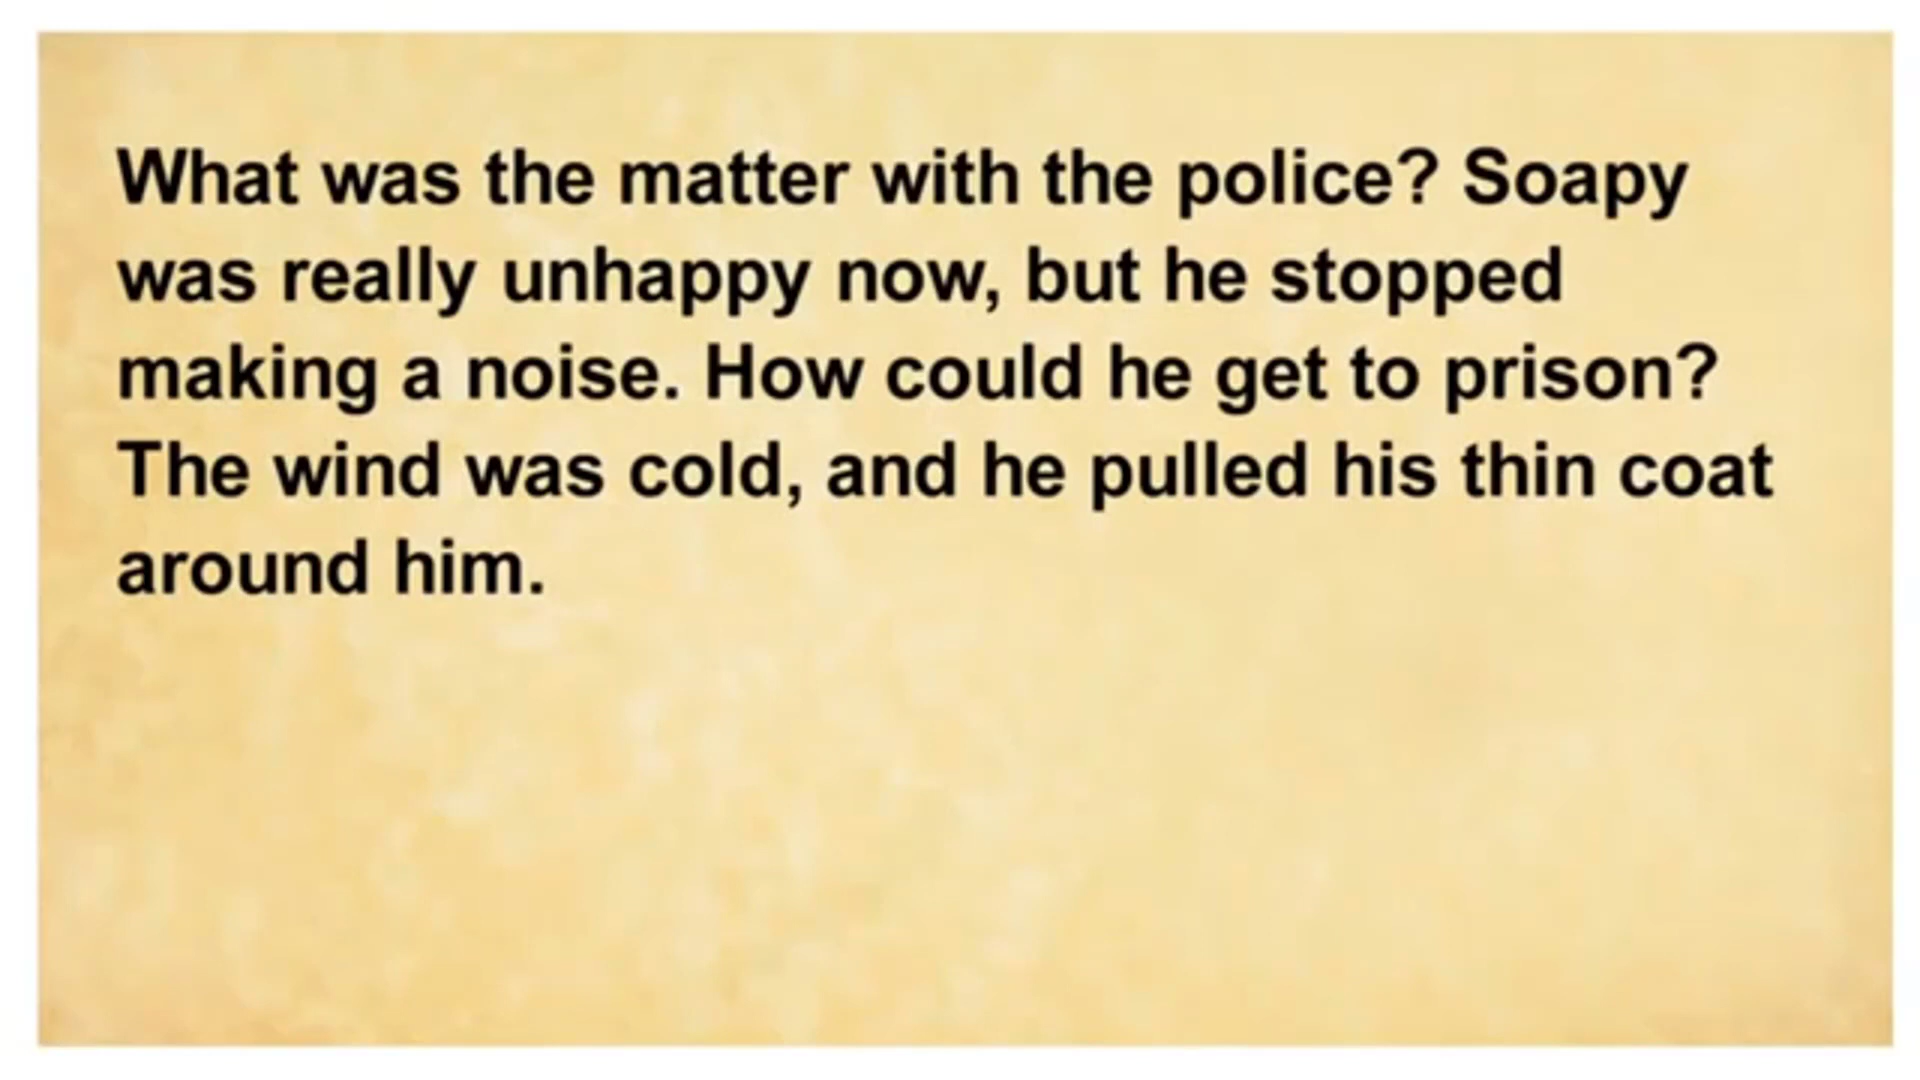 What was the matter with the police? Soapy
was really unhappy now, but he stopped
making a noise. How could he get to prison?
The wind was cold, and he pulled his thin coat
around him.